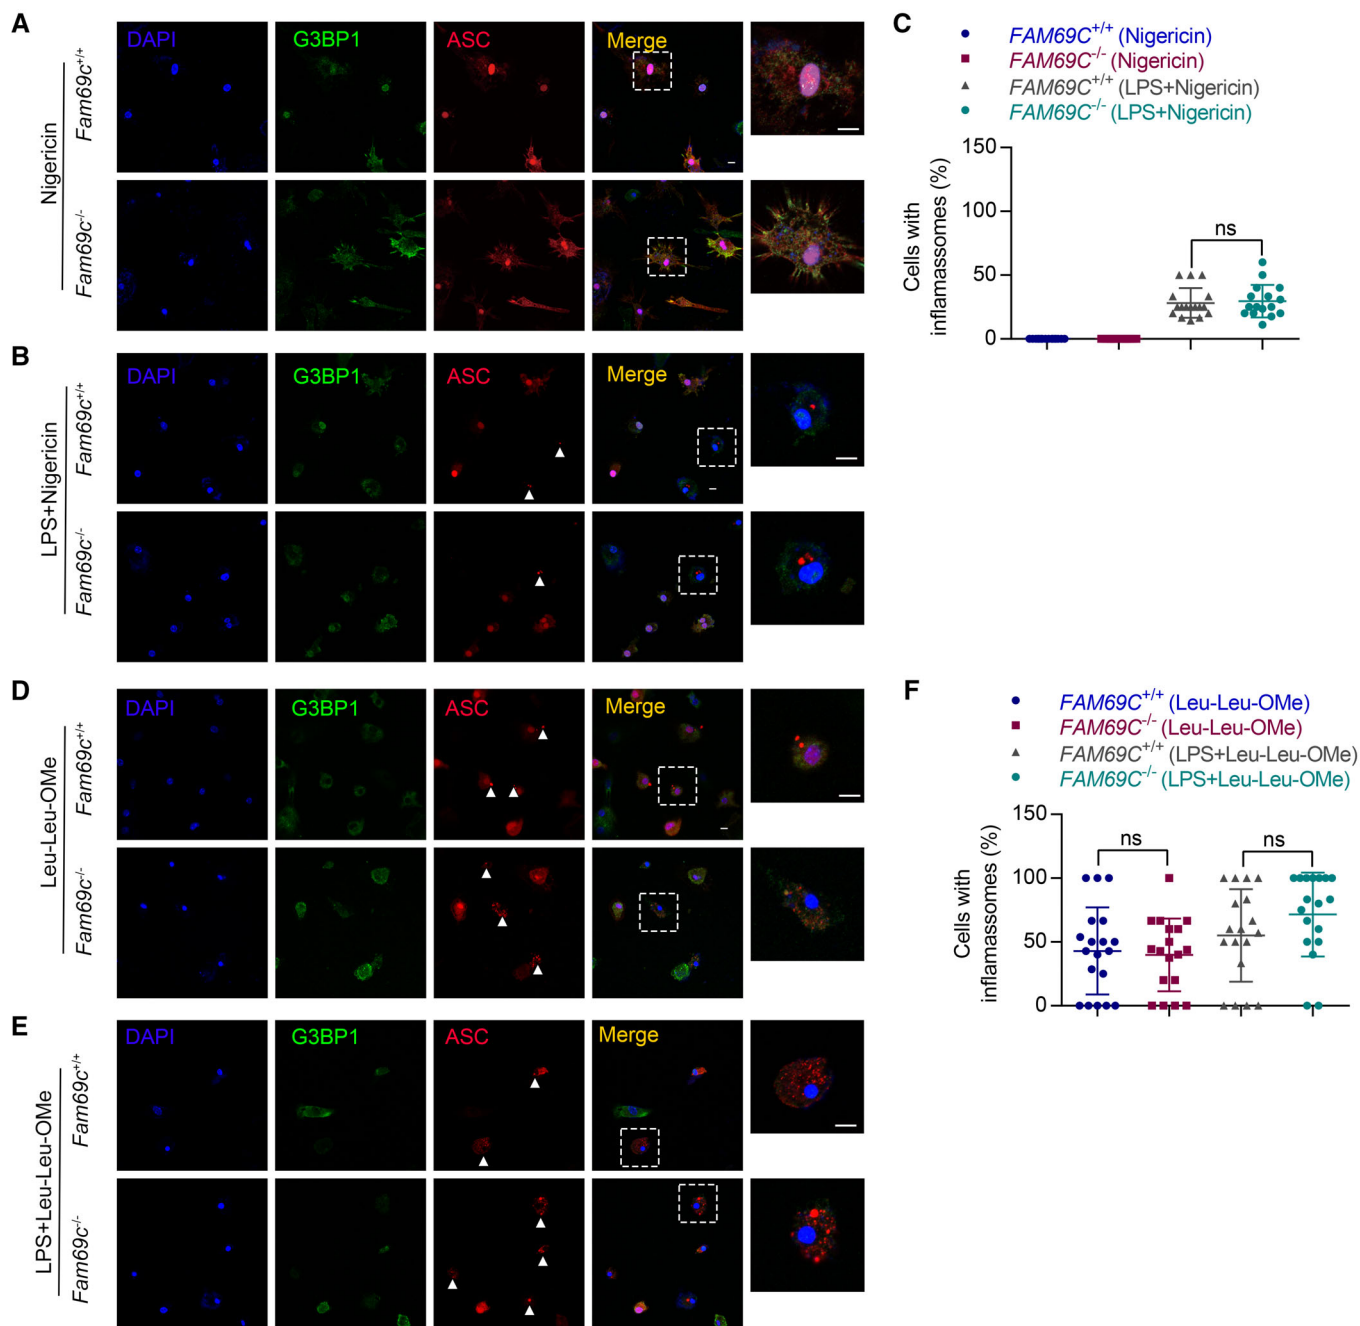 A
DAPI G3BP1 ASC Merge
Nigericin
Fam69c+/+
Fam69c-/-
B
DAPI G3BP1 ASC Merge
LPS+Nigericin
Fam69c+/+
Fam69c-/-
C
FAM69C+/+ (Nigericin)
FAM69C-/- (Nigericin)
FAM69C+/+ (LPS+Nigericin)
FAM69C-/- (LPS+Nigericin)
Cells with
inflamassomes (%)
150
100
50
0
ns
D
DAPI G3BP1 ASC Merge
Leu-Leu-OMe
Fam69c+/+
Fam69c-/-
E
DAPI G3BP1 ASC Merge
LPS+Leu-Leu-OMe
Fam69c+/+
Fam69c-/-
F
FAM69C+/+ (Leu-Leu-OMe)
FAM69C-/- (Leu-Leu-OMe)
FAM69C+/+ (LPS+Leu-Leu-OMe)
FAM69C-/- (LPS+Leu-Leu-OMe)
Cells with
inflamassomes (%)
150
100
50
0
ns ns